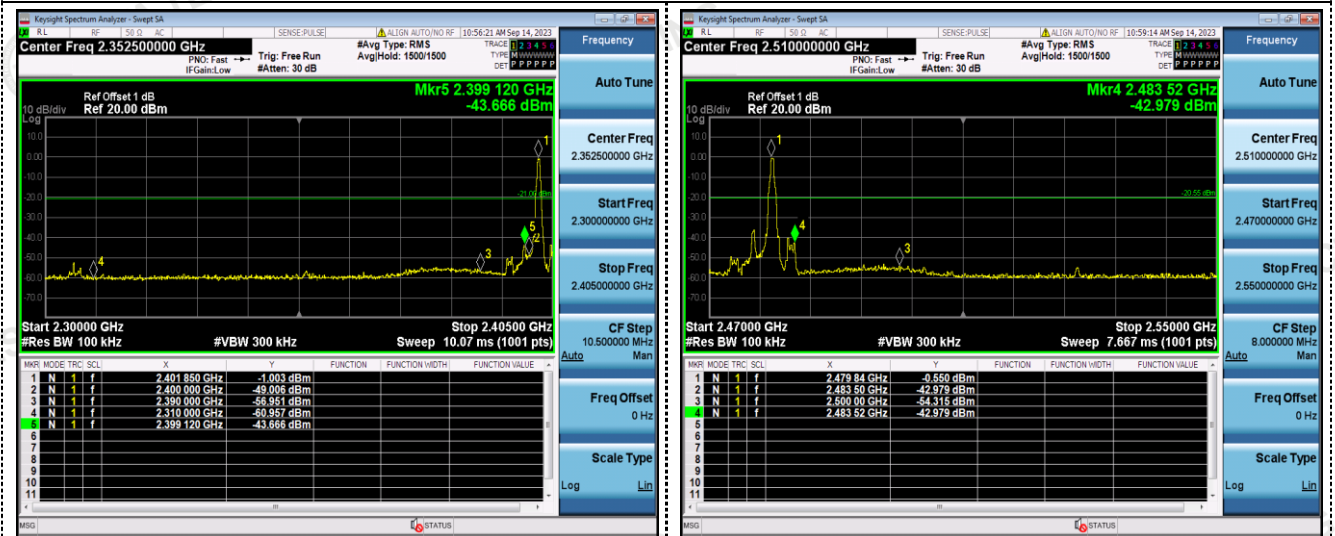 Keysight Spectrum Analyzer - Swept SA
RL RF 50 Ω AC SENSE:PULSE ALIGN AUTO/NO RF 10:56:21 AM Sep 14, 2023
Center Freq 2.352500000 GHz
PNO: Fast
IFGain:Low
Trig: Free Run
#Atten: 30 dB
#Avg Type: RMS
Avg|Hold: 1500/1500
TRACE 1 2 3 4 5 6
TYPE M WWWWW
DET P P P P P P
Mkr5 2.399 120 GHz
-43.666 dBm
Ref Offset 1 dB
10 dB/div Ref 20.00 dBm
Log
10.0
0.00
-10.0
-20.0
-30.0
-40.0
-50.0
-60.0
-70.0
1
5
2
3
4
Start 2.30000 GHz Stop 2.40500 GHz
#Res BW 100 kHz #VBW 300 kHz Sweep 10.07 ms (1001 pts)
MKR MODE TRC SCL X Y FUNCTION FUNCTION WIDTH FUNCTION VALUE
1 N 1 f 2.401 850 GHz -1.003 dBm
2 N 1 f 2.400 000 GHz -49.006 dBm
3 N 1 f 2.390 000 GHz -56.951 dBm
4 N 1 f 2.310 000 GHz -60.957 dBm
5 N 1 f 2.399 120 GHz -43.666 dBm
6
7
8
9
10
11
MSG STATUS
Frequency
Auto Tune
Center Freq
2.352500000 GHz
Start Freq
2.300000000 GHz
Stop Freq
2.405000000 GHz
CF Step
10.500000 MHz
Auto Man
Freq Offset
0 Hz
Scale Type
Log Lin
Keysight Spectrum Analyzer - Swept SA
RL RF 50 Ω AC SENSE:PULSE ALIGN AUTO/NO RF 10:59:14 AM Sep 14, 2023
Center Freq 2.510000000 GHz
PNO: Fast
IFGain:Low
Trig: Free Run
#Atten: 30 dB
#Avg Type: RMS
Avg|Hold: 1500/1500
TRACE 1 2 3 4 5 6
TYPE M WWWWW
DET P P P P P P
Mkr4 2.483 52 GHz
-42.979 dBm
Ref Offset 1 dB
10 dB/div Ref 20.00 dBm
Log
10.0
0.00
-10.0
-20.0
-30.0
-40.0
-50.0
-60.0
-70.0
-20.55 dBm
1
4
3
Start 2.47000 GHz Stop 2.55000 GHz
#Res BW 100 kHz #VBW 300 kHz Sweep 7.667 ms (1001 pts)
MKR MODE TRC SCL X Y FUNCTION FUNCTION WIDTH FUNCTION VALUE
1 N 1 f 2.479 84 GHz -0.550 dBm
2 N 1 f 2.483 50 GHz -42.979 dBm
3 N 1 f 2.500 00 GHz -54.315 dBm
4 N 1 f 2.483 52 GHz -42.979 dBm
5
6
7
8
9
10
11
MSG STATUS
Frequency
Auto Tune
Center Freq
2.510000000 GHz
Start Freq
2.470000000 GHz
Stop Freq
2.550000000 GHz
CF Step
8.000000 MHz
Auto Man
Freq Offset
0 Hz
Scale Type
Log Lin